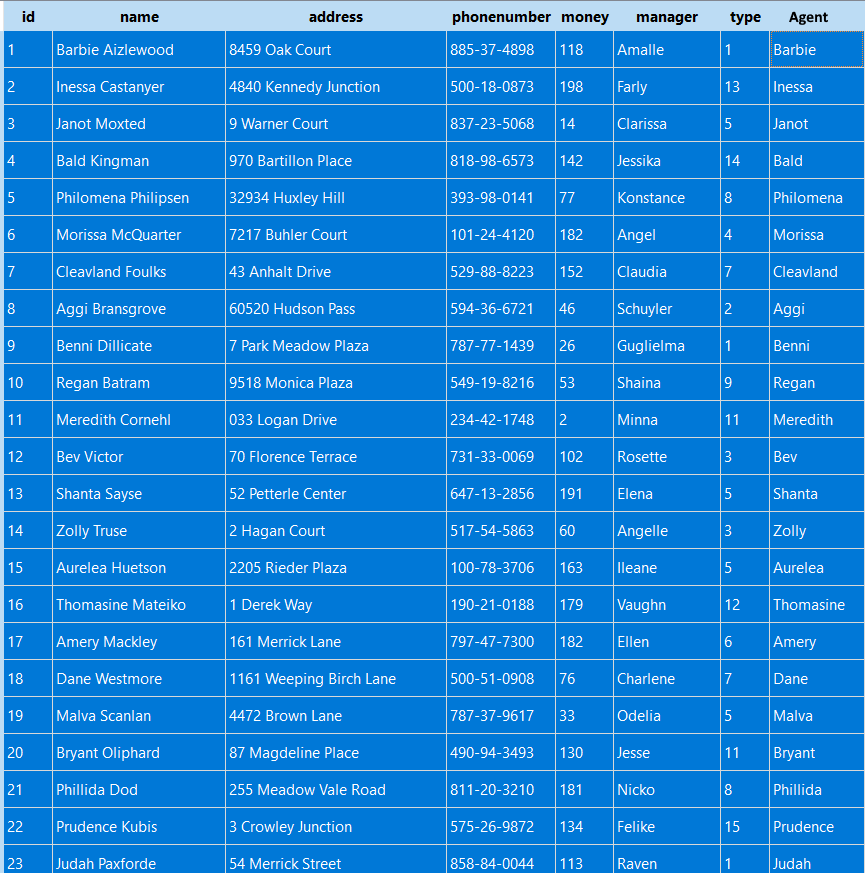 id name address phonenumber money manager type Agent
1 Barbie Aizlewood 8459 Oak Court 885-37-4898 118 Amalle 1 Barbie
2 Inessa Castanyer 4840 Kennedy Junction 500-18-0873 198 Farly 13 Inessa
3 Janot Moxted 9 Warner Court 837-23-5068 14 Clarissa 5 Janot
4 Bald Kingman 970 Bartillon Place 818-98-6573 142 Jessika 14 Bald
5 Philomena Philipsen 32934 Huxley Hill 393-98-0141 77 Konstance 8 Philomena
6 Morissa McQuarter 7217 Buhler Court 101-24-4120 182 Angel 4 Morissa
7 Cleavland Foulks 43 Anhalt Drive 529-88-8223 152 Claudia 7 Cleavland
8 Aggi Bransgrove 60520 Hudson Pass 594-36-6721 46 Schuyler 2 Aggi
9 Benni Dillicate 7 Park Meadow Plaza 787-77-1439 26 Guglielma 1 Benni
10 Regan Batram 9518 Monica Plaza 549-19-8216 53 Shaina 9 Regan
11 Meredith Cornehl 033 Logan Drive 234-42-1748 2 Minna 11 Meredith
12 Bev Victor 70 Florence Terrace 731-33-0069 102 Rosette 3 Bev
13 Shanta Sayse 52 Petterle Center 647-13-2856 191 Elena 5 Shanta
14 Zolly Truse 2 Hagan Court 517-54-5863 60 Angelle 3 Zolly
15 Aurelea Huetson 2205 Rieder Plaza 100-78-3706 163 Ileane 5 Aurelea
16 Thomasine Mateiko 1 Derek Way 190-21-0188 179 Vaughn 12 Thomasine
17 Amery Mackley 161 Merrick Lane 797-47-7300 182 Ellen 6 Amery
18 Dane Westmore 1161 Weeping Birch Lane 500-51-0908 76 Charlene 7 Dane
19 Malva Scanlan 4472 Brown Lane 787-37-9617 33 Odelia 5 Malva
20 Bryant Oliphard 87 Magdeline Place 490-94-3493 130 Jesse 11 Bryant
21 Phillida Dod 255 Meadow Vale Road 811-20-3210 181 Nicko 8 Phillida
22 Prudence Kubis 3 Crowley Junction 575-26-9872 134 Felike 15 Prudence
23 Judah Paxforde 54 Merrick Street 858-84-0044 113 Raven 1 Judah